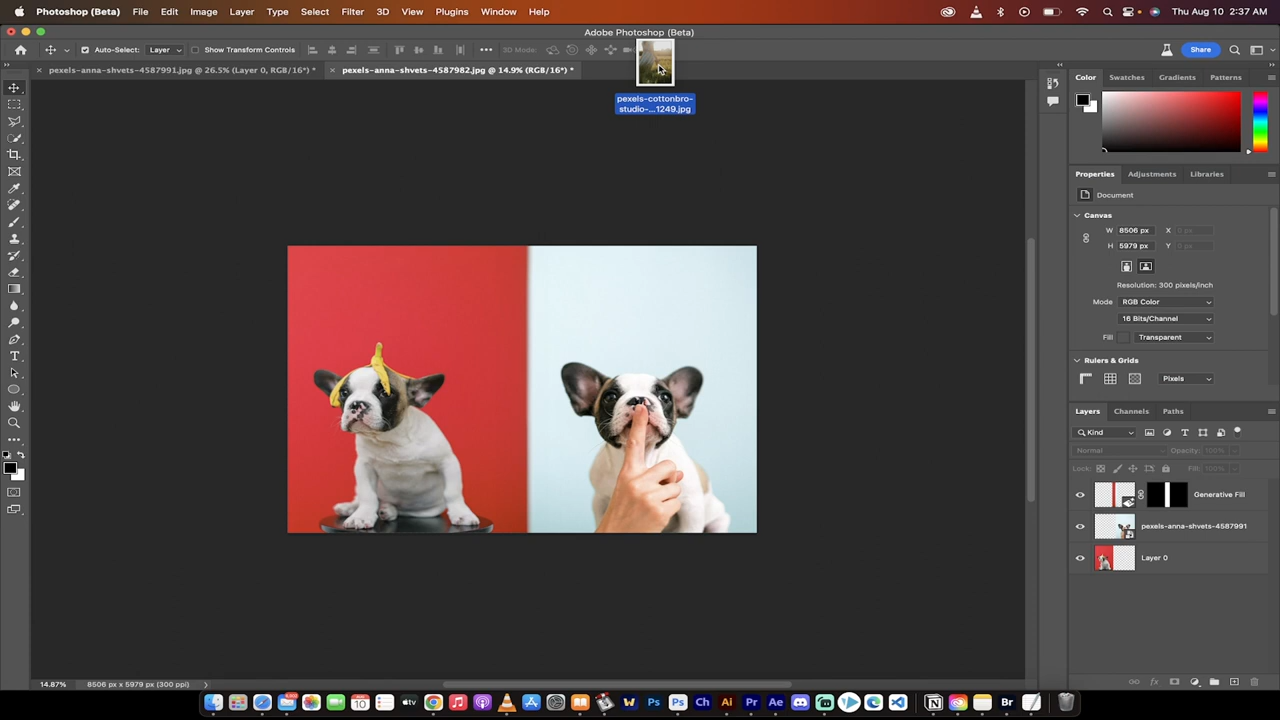 Photoshop (Beta) File Edit Image Layer Type Select Filter 3D View Plugins Window Help Thu Aug 10 2:37 AM
Adobe Photoshop (Beta)
Auto-Select: Layer Show Transform Controls 3D Mode: Share
pexels-anna-shvets-4587991.jpg @ 26.5% (Layer 0, RGB/16*) * pexels-anna-shvets-4587982.jpg @ 14.9% (RGB/16*) *
pexels-cottonbro-
studio-...1249.jpg
Color Swatches Gradients Patterns
Properties Adjustments Libraries
Document
Canvas
W 8506 px X 0 px
H 5979 px Y 0 px
Resolution: 300 pixels/inch
Mode RGB Color
16 Bits/Channel
Fill Transparent
Rulers & Grids
Pixels
Layers Channels Paths
Kind
Normal Opacity: 100%
Lock: Fill: 100%
Generative Fill
pexels-anna-shvets-4587991
Layer 0
14.87% 8506 px x 5979 px (300 ppi)